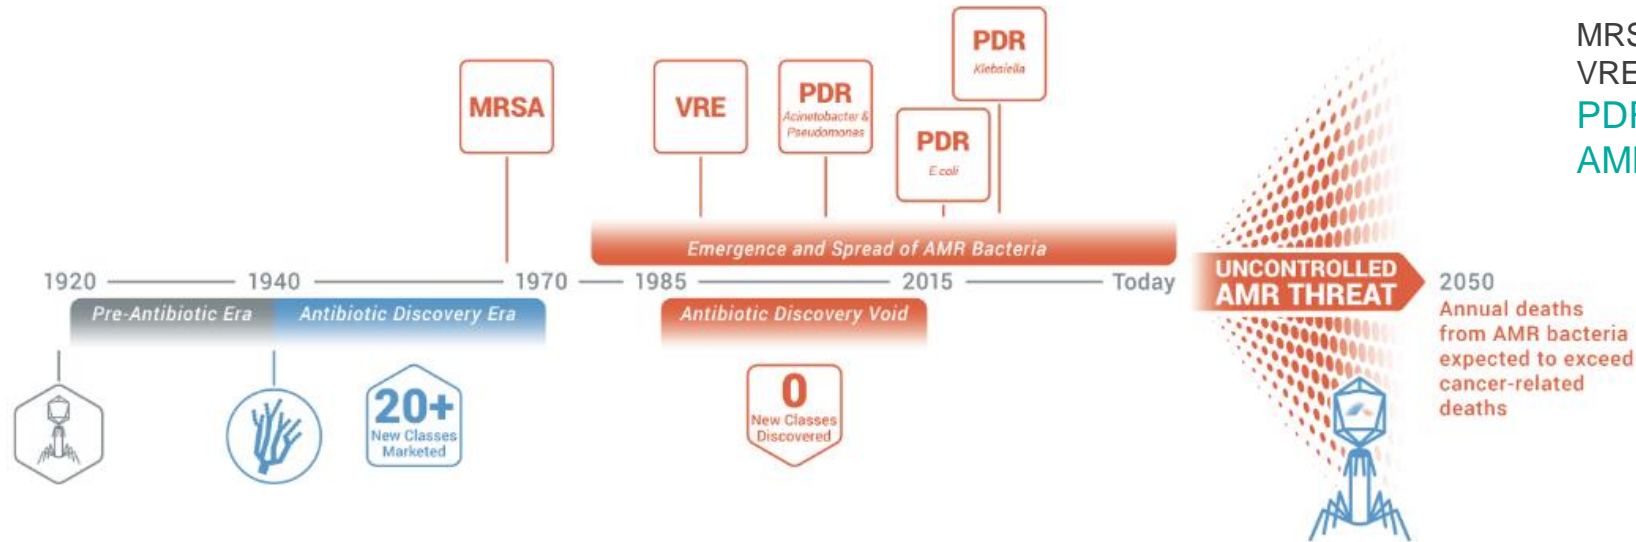 PDR
Klebsiella
MRSA
VRE
PDR
Acinetobacter &
Pseudomonas
PDR
E.coli
Emergence and Spread of AMR Bacteria
1920
1940
1970
1985
2015
Today
Pre-Antibiotic Era
Antibiotic Discovery Era
Antibiotic Discovery Void
20+
New Classes
Marketed
0
New Classes
Discovered
UNCONTROLLED
AMR THREAT
2050
Annual deaths
from AMR bacteria
expected to exceed
cancer-related
deaths
VRE